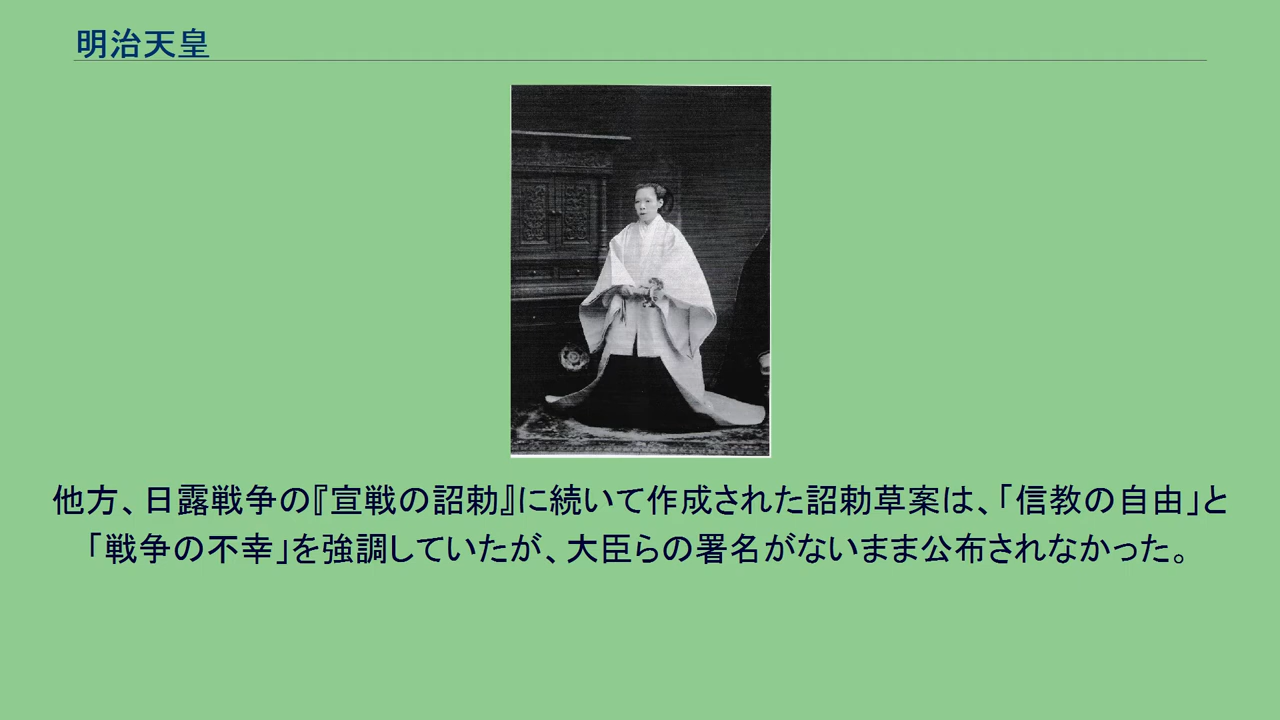 明治天皇
他方、日露戦争の『宣戦の詔勅』に続いて作成された詔勅草案は、「信教の自由」と
「戦争の不幸」を強調していたが、大臣らの署名がないまま公布されなかった。